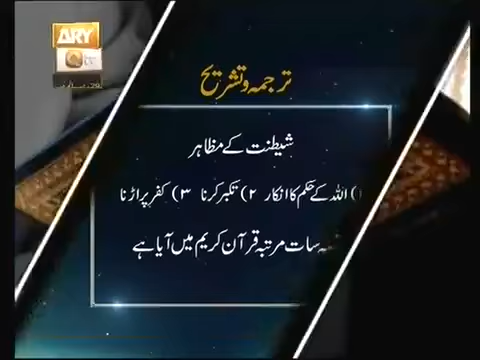 ARY
ترجمہ و تشریح
شیطنت کے مظاہر
) اللہ کے حکم کا انکار ۲) تکبر کرنا ۳) کفر پر اڑنا
سات مرتبہ قرآن کریم میں آیا ہے